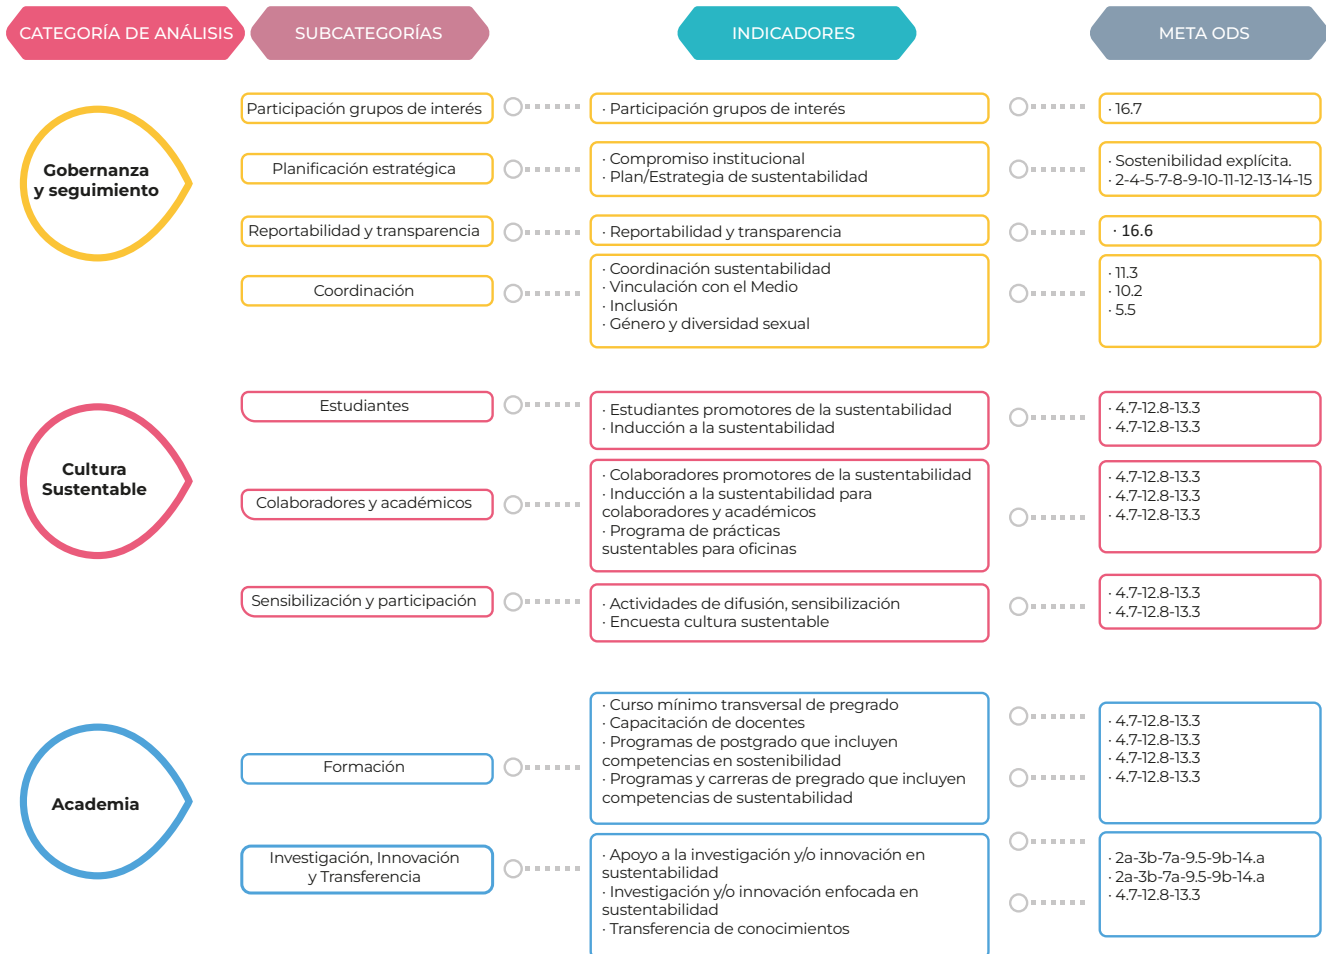 CATEGORÍA DE ANÁLISIS
SUBCATEGORÍAS
INDICADORES
META ODS
Gobernanza
y seguimiento
Participación grupos de interés
· Participación grupos de interés
· 16.7
Planificación estratégica
· Compromiso institucional
· Plan/Estrategia de sustentabilidad
· Sostenibilidad explícita.
· 2-4-5-7-8-9-10-11-12-13-14-15
Reportabilidad y transparencia
· Reportabilidad y transparencia
· 16.6
Coordinación
· Coordinación sustentabilidad
· Vinculación con el Medio
· Inclusión
· Género y diversidad sexual
· 11.3
· 10.2
· 5.5
Cultura
Sustentable
Estudiantes
· Estudiantes promotores de la sustentabilidad
· Inducción a la sustentabilidad
· 4.7-12.8-13.3
· 4.7-12.8-13.3
Colaboradores y académicos
· Colaboradores promotores de la sustentabilidad
· Inducción a la sustentabilidad para
colaboradores y académicos
· Programa de prácticas
sustentables para oficinas
· 4.7-12.8-13.3
· 4.7-12.8-13.3
· 4.7-12.8-13.3
Sensibilización y participación
· Actividades de difusión, sensibilización
· Encuesta cultura sustentable
· 4.7-12.8-13.3
· 4.7-12.8-13.3
Academia
Formación
· Curso mínimo transversal de pregrado
· Capacitación de docentes
· Programas de postgrado que incluyen
competencias en sostenibilidad
· Programas y carreras de pregrado que incluyen
competencias de sustentabilidad
· 4.7-12.8-13.3
· 4.7-12.8-13.3
· 4.7-12.8-13.3
· 4.7-12.8-13.3
Investigación, Innovación
y Transferencia
· Apoyo a la investigación y/o innovación en
sustentabilidad
· Investigación y/o innovación enfocada en
sustentabilidad
· Transferencia de conocimientos
· 2a-3b-7a-9.5-9b-14.a
· 2a-3b-7a-9.5-9b-14.a
· 4.7-12.8-13.3